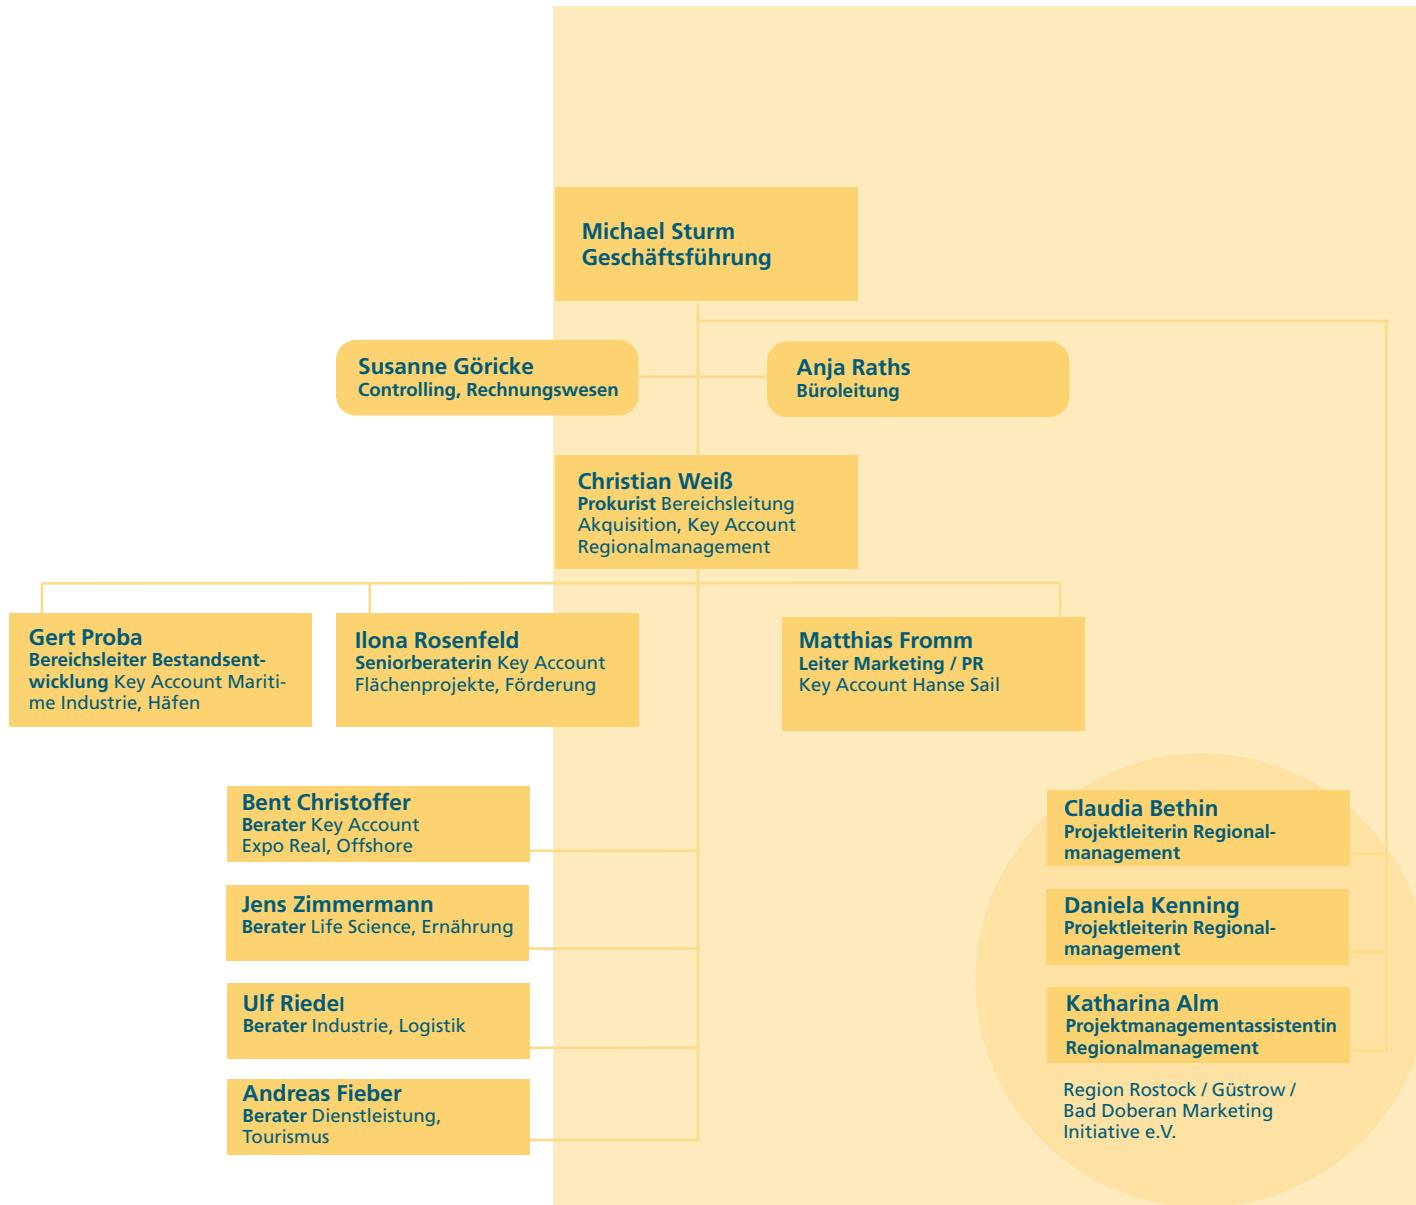 Michael Sturm
Geschäftsführung
Susanne Göricke
Controlling, Rechnungswesen
Anja Raths
Büroleitung
Christian Weiß
Prokurist Bereichsleitung
Akquisition, Key Account
Regionalmanagement
Gert Proba
Bereichsleiter Bestandsent-
wicklung Key Account Mariti-
me Industrie, Häfen
Ilona Rosenfeld
Seniorberaterin Key Account
Flächenprojekte, Förderung
Matthias Fromm
Leiter Marketing / PR
Key Account Hanse Sail
Bent Christoffer
Berater Key Account
Expo Real, Offshore
Jens Zimmermann
Berater Life Science, Ernährung
Ulf Riedel
Berater Industrie, Logistik
Andreas Fieber
Berater Dienstleistung,
Tourismus
Claudia Bethin
Projektleiterin Regional-
management
Daniela Kenning
Projektleiterin Regional-
management
Katharina Alm
Projektmanagementassistentin
Regionalmanagement
Region Rostock / Güstrow /
Bad Doberan Marketing
Initiative e.V.